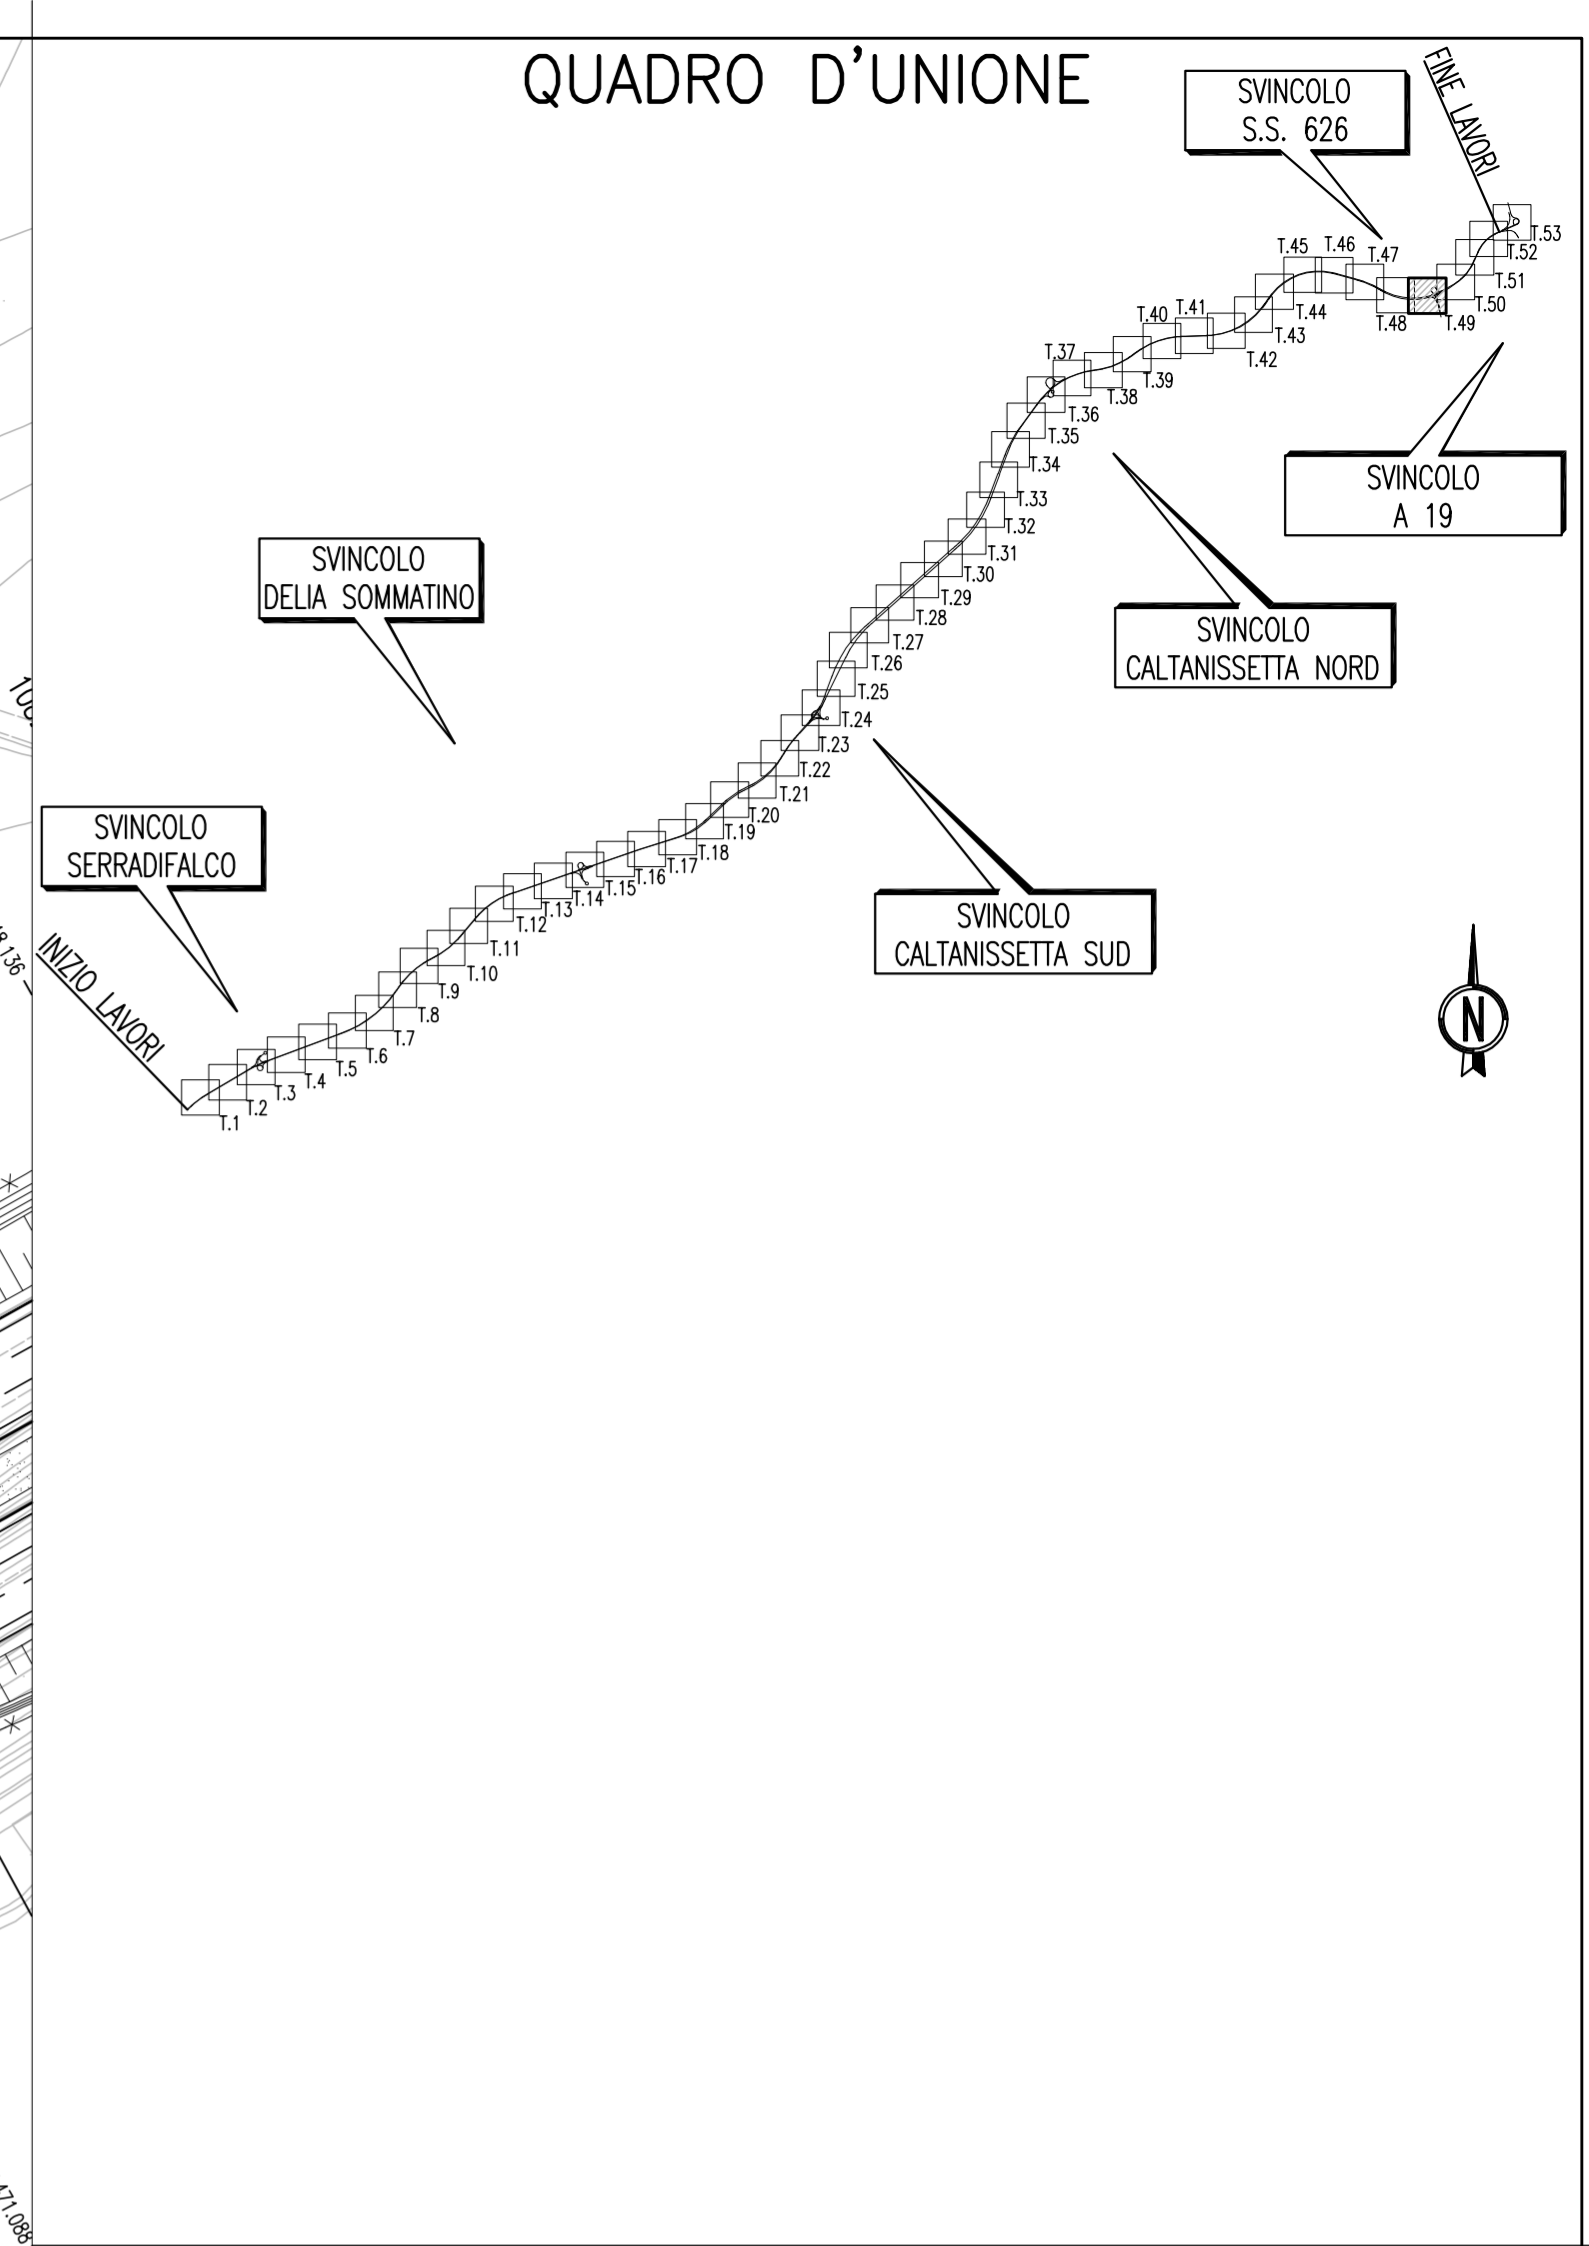 QUADRO D'UNIONE
SVINCOLO
S.S. 626
FINE LAVORI
T.53
T.52
T.51
T.50
T.49
T.48
T.47
T.46
T.45
T.44
T.43
T.42
T.41
T.40
T.39
T.38
T.37
T.36
T.35
T.34
T.33
T.32
T.31
T.30
T.29
T.28
T.27
T.26
T.25
T.24
T.23
T.22
T.21
T.20
T.19
T.18
T.17
T.16
T.15
T.14
T.13
T.12
T.11
T.10
T.9
T.8
T.7
T.6
T.5
T.4
T.3
T.2
T.1
SVINCOLO
A 19
SVINCOLO
DELIA SOMMATINO
SVINCOLO
CALTANISSETTA NORD
SVINCOLO
SERRADIFALCO
SVINCOLO
CALTANISSETTA SUD
INIZIO LAVORI
N